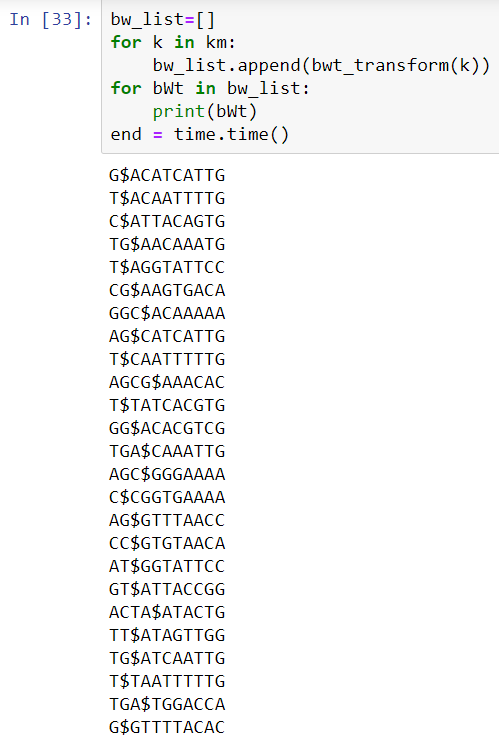 In [33]: bw_list=[]
for k in km:
    bw_list.append(bwt_transform(k))
for bWt in bw_list:
    print(bWt)
end = time.time()
G$ACATCATTG
T$ACAATTTTG
C$ATTACAGTG
TG$AACAAATG
T$AGGTATTCC
CG$AAGTGACA
GGC$ACAAAAA
AG$CATCATTG
T$CAATTTTTG
AGCG$AAACAC
T$TATCACGTG
GG$ACACGTCG
TGA$CAAATTG
AGC$GGGAAAA
C$CGGTGAAAA
AG$GTTTAACC
CC$GTGTAACA
AT$GGTATTCC
GT$ATTACCGG
ACTA$ATACTG
TT$ATAGTTGG
TG$ATCAATTG
T$TAATTTTTG
TGA$TGGACCA
G$GTTTTACAC